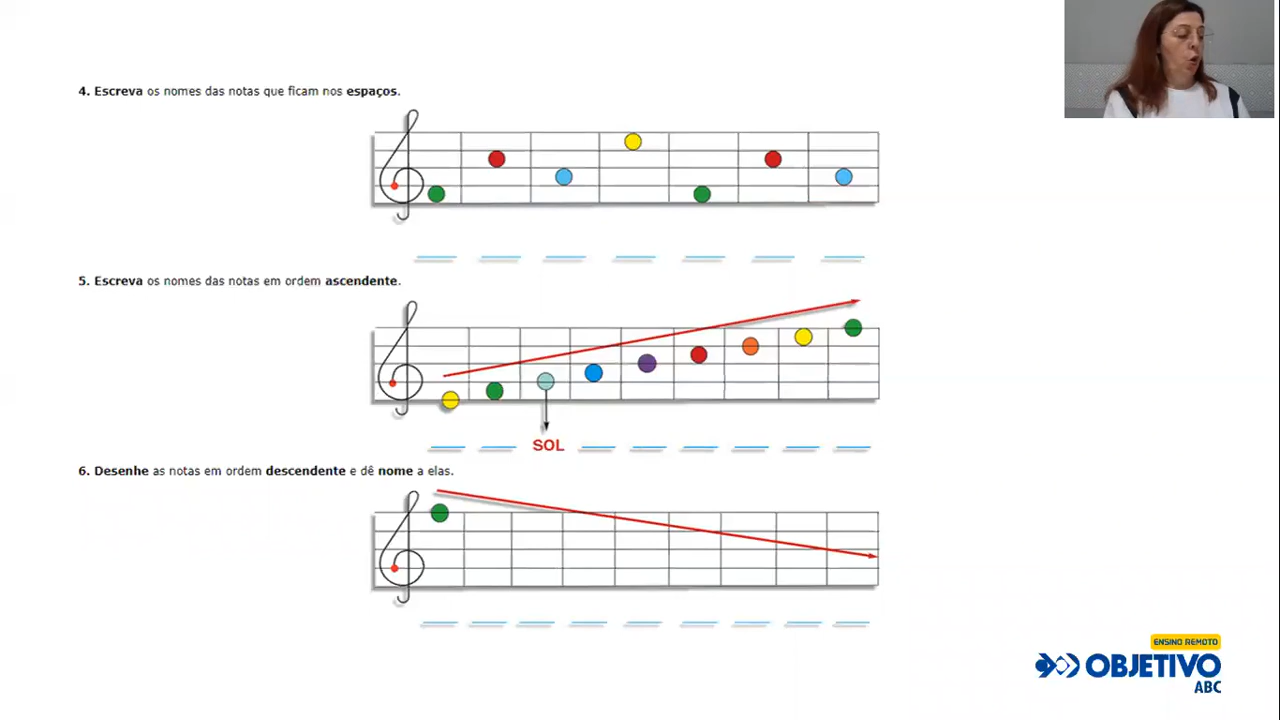 4. Escreva os nomes das notas que ficam nos espaços.
5. Escreva os nomes das notas em ordem ascendente.
SOL
6. Desenhe as notas em ordem descendente e dê nome a elas.
ENSINO REMOTO
OBJETIVO
ABC